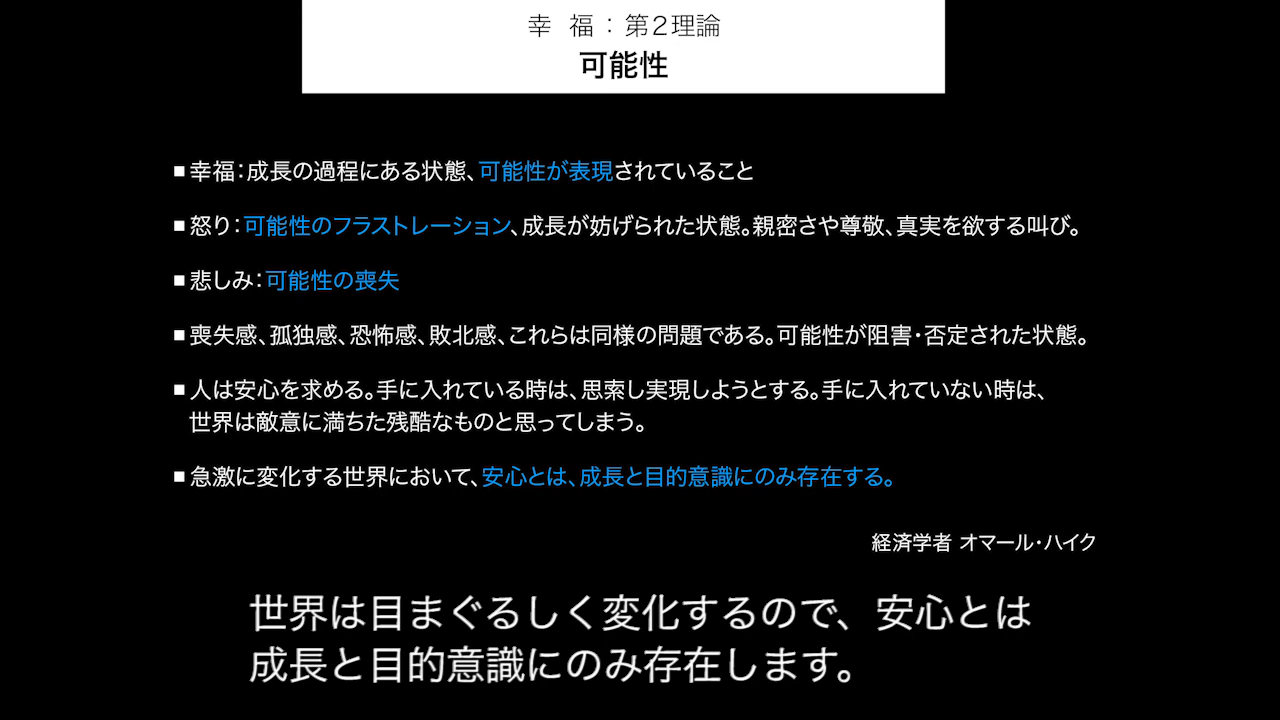 幸 福：第２理論
可能性
■幸福：成長の過程にある状態、可能性が表現されていること
■怒り：可能性のフラストレーション、成長が妨げられた状態。親密さや尊敬、真実を欲する叫び。
■悲しみ：可能性の喪失
■喪失感、孤独感、恐怖感、敗北感、これらは同様の問題である。可能性が阻害・否定された状態。
■人は安心を求める。手に入れている時は、思索し実現しようとする。手に入れていない時は、
世界は敵意に満ちた残酷なものと思ってしまう。
■急激に変化する世界において、安心とは、成長と目的意識にのみ存在する。
経済学者 オマール・ハイク
世界は目まぐるしく変化するので、安心とは
成長と目的意識にのみ存在します。